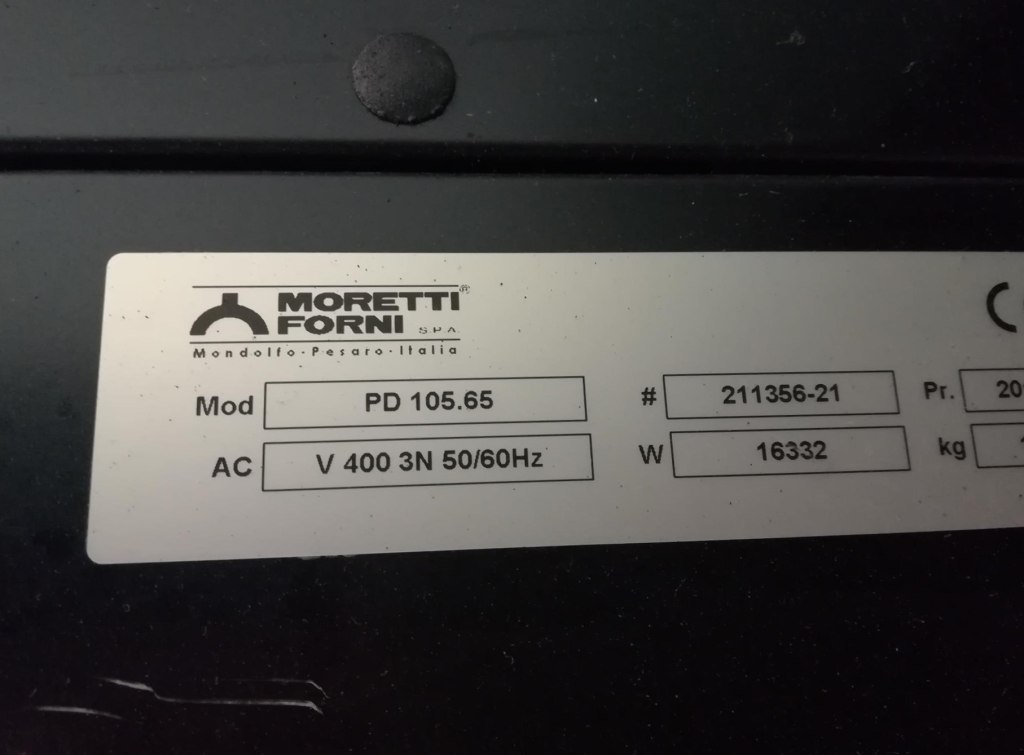 MORETTI®
FORNI S.P.A.
Mondolfo-Pesaro-Italia
Mod PD 105.65 # 211356-21 Pr. 20
AC V 400 3N 50/60Hz W 16332 kg